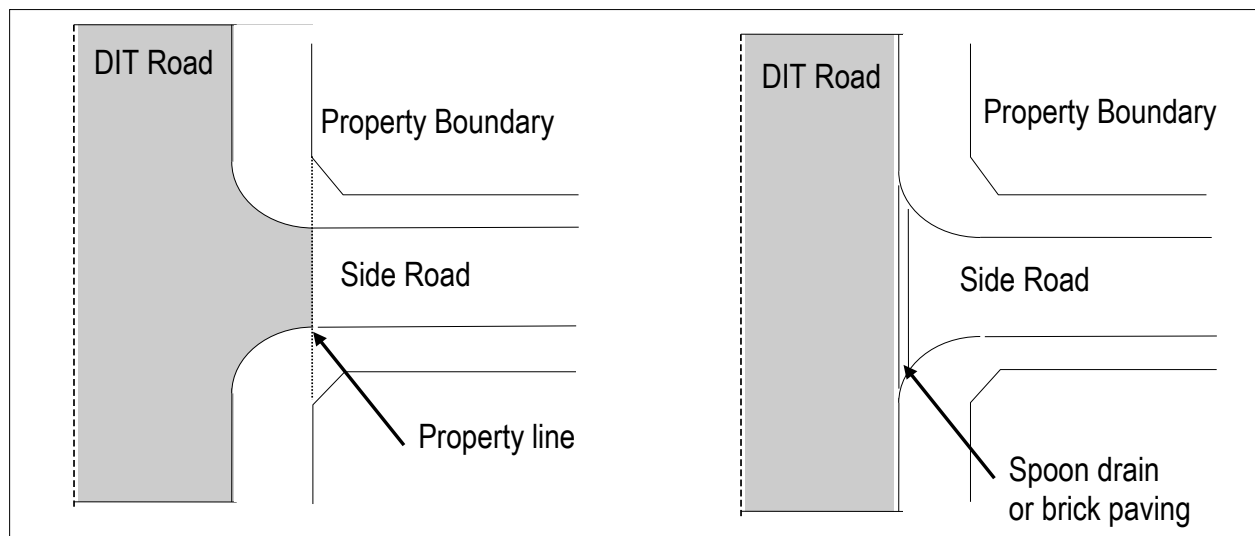 DIT Road
Property Boundary
Side Road
Property line
DIT Road
Property Boundary
Side Road
Spoon drain
or brick paving